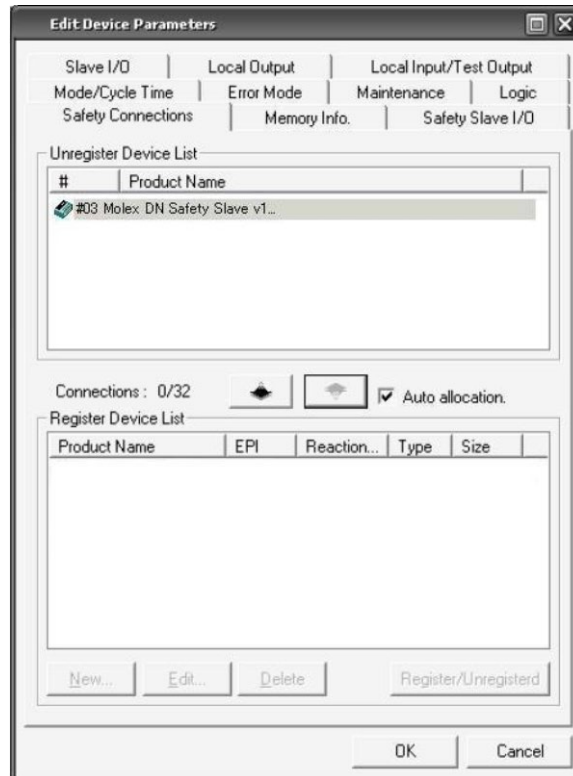 Edit Device Parameters
Slave I/O Local Output Local Input/Test Output
Mode/Cycle Time Error Mode Maintenance Logic
Safety Connections Memory Info. Safety Slave I/O
Unregister Device List
# Product Name
#03 Molex DN Safety Slave v1...
Connections : 0/32 Auto allocation.
Register Device List
Product Name EPI Reaction... Type Size
New... Edit... Delete Register/Unregisterd
OK Cancel